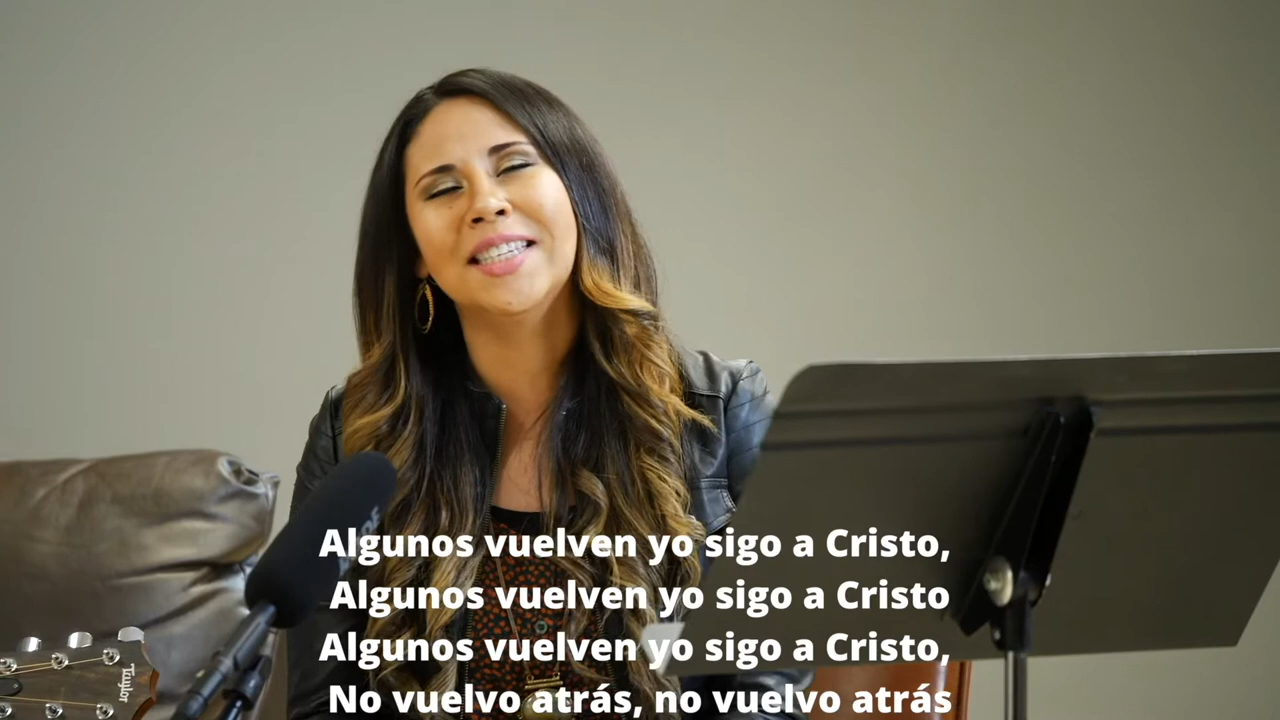 Algunos vuelven yo sigo a Cristo,
Algunos vuelven yo sigo a Cristo
Algunos vuelven yo sigo a Cristo,
No vuelvo atrás, no vuelvo atrás
Taylor